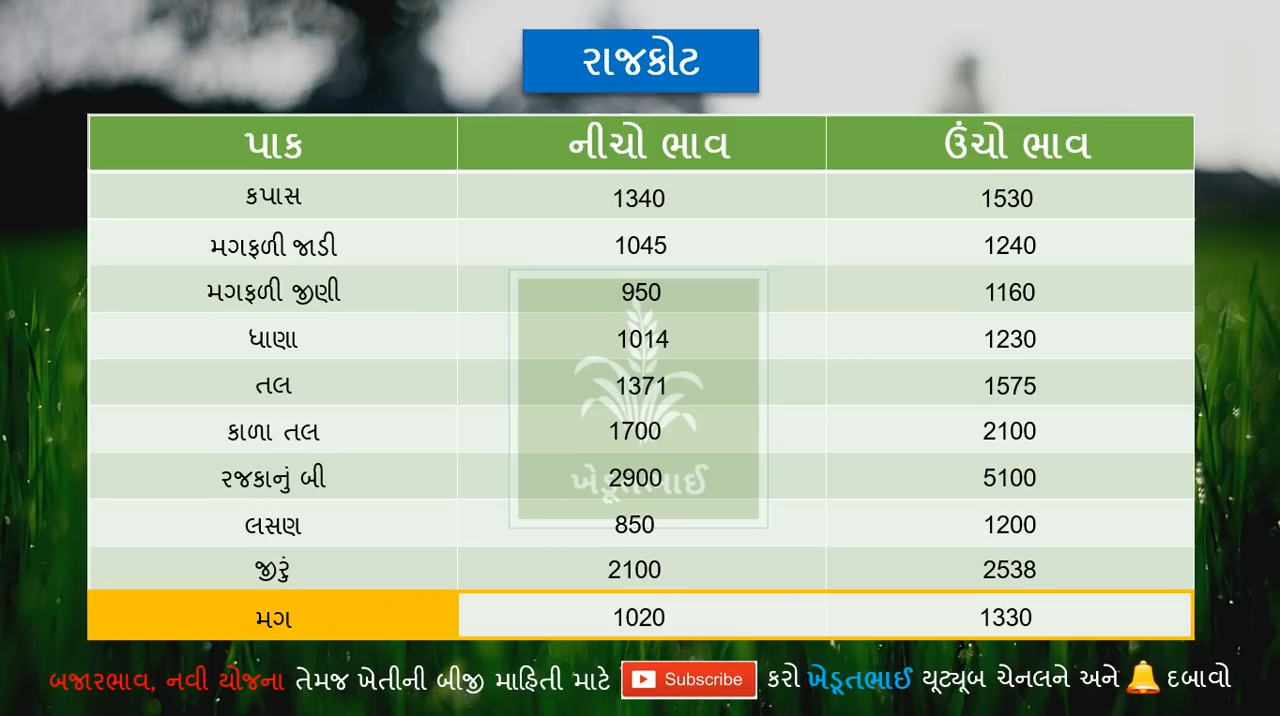 રાજકોટ
પાક નીચો ભાવ ઉંચો ભાવ
કપાસ 1340 1530
મગફળી જાડી 1045 1240
મગફળી જીણી 950 1160
ધાણા 1014 1230
તલ 1371 1575
કાળા તલ 1700 2100
રજકાનું બી 2900 5100
ખેડૂતભાઈ
લસણ 850 1200
જીરું 2100 2538
મગ 1020 1330
બજારભાવ, નવી યોજના તેમજ ખેતીની બીજી માહિતી માટે Subscribe કરો ખેડૂતભાઈ યૂટ્યૂબ ચેનલને અને દબાવો